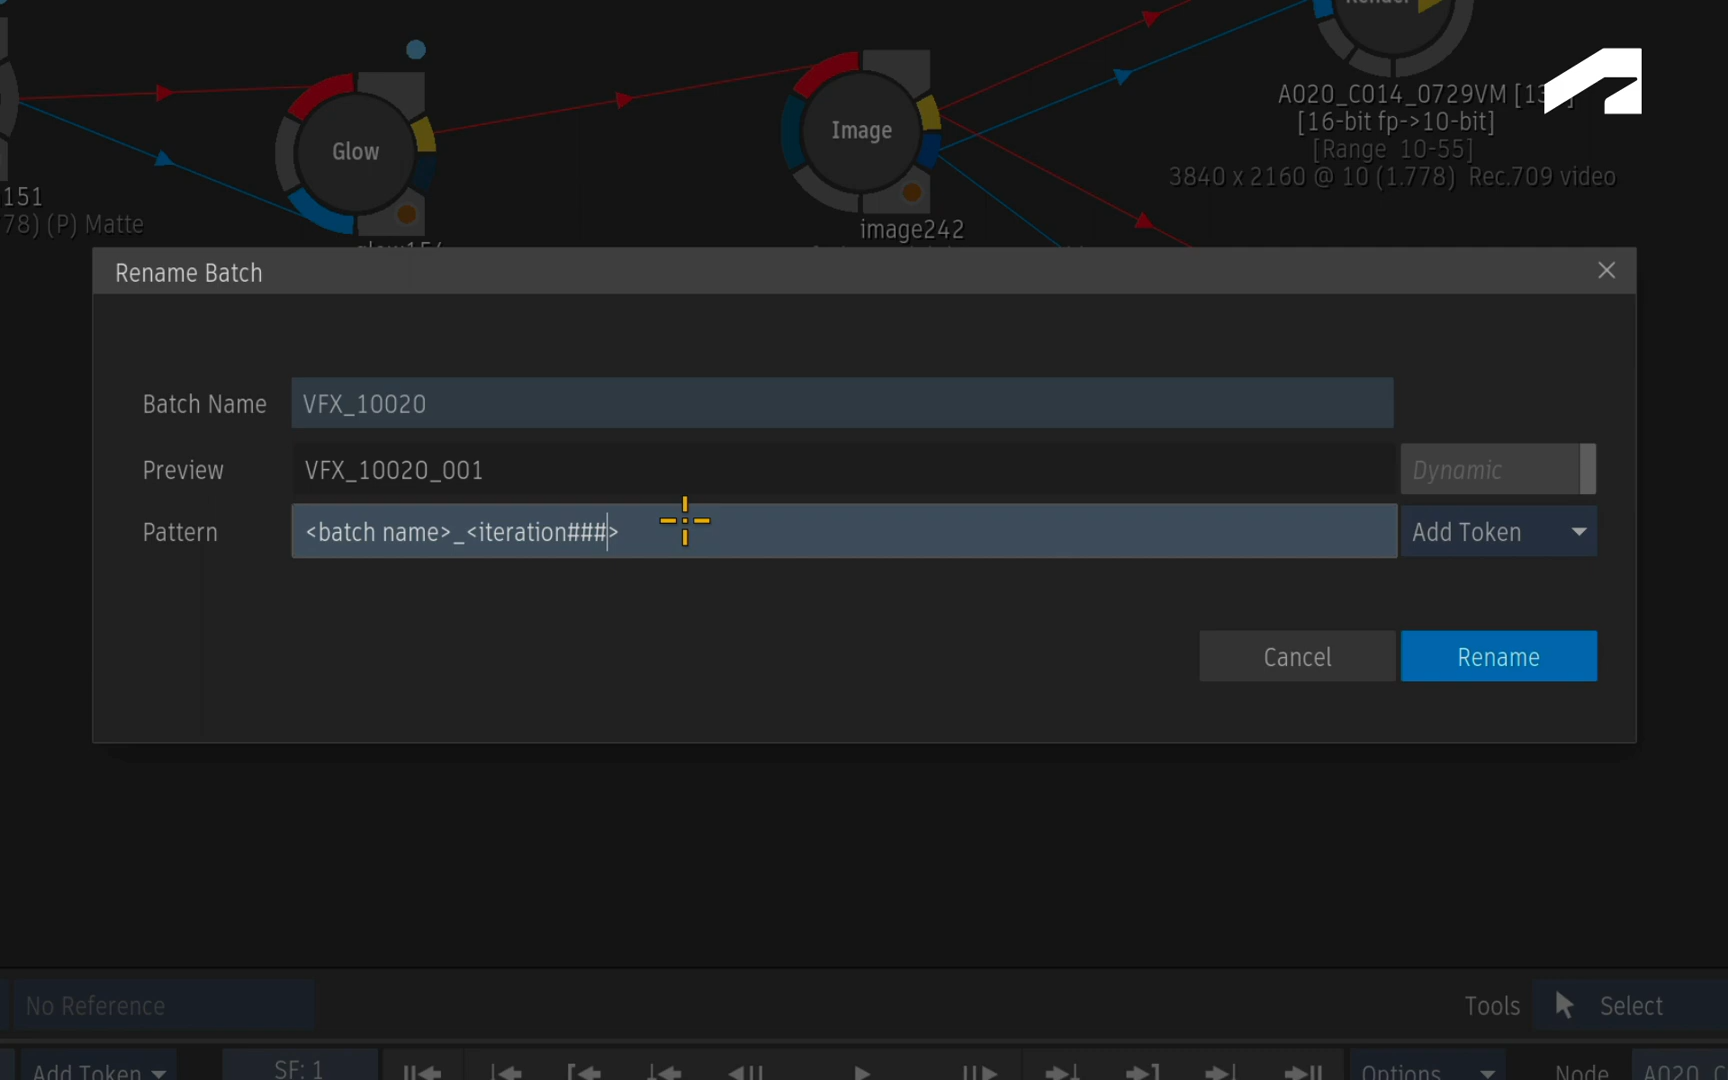 Glow
Image
A020_C014_0729VM
[16-bit fp->10-bit]
[Range 10-55]
3840 x 2160 @ 10 (1.778) Rec.709 video
151
78) (P) Matte
image242
Rename Batch
Batch Name
VFX_10020
Preview
VFX_10020_001
Dynamic
Pattern
<batch name>_<iteration###>
Add Token
Cancel
Rename
No Reference
Tools
Select
Add Token
SF: 1
Options
Node
A020_C